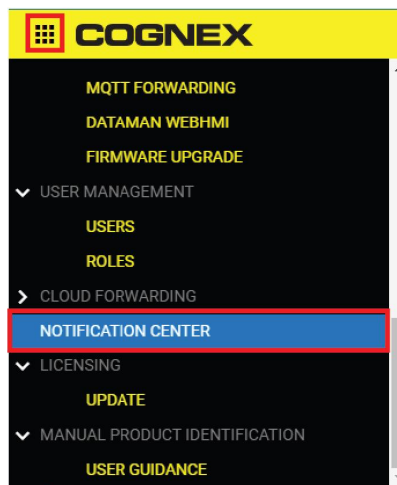 COGNEX
MQTT FORWARDING
DATAMAN WEBHMI
FIRMWARE UPGRADE
USER MANAGEMENT
USERS
ROLES
CLOUD FORWARDING
NOTIFICATION CENTER
LICENSING
UPDATE
MANUAL PRODUCT IDENTIFICATION
USER GUIDANCE